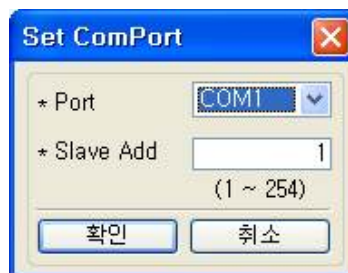 Set ComPort
* Port COM1
* Slave Add 1
(1 ~ 254)
확인 취소